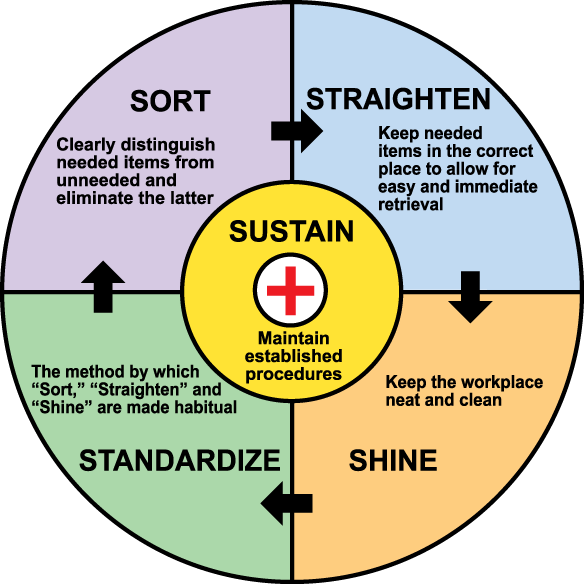 SORT
Clearly distinguish
needed items from
unneeded and
eliminate the latter
STRAIGHTEN
Keep needed
items in the correct
place to allow for
easy and immediate
retrieval
SUSTAIN
Maintain
established
procedures
The method by which
“Sort,” “Straighten” and
“Shine” are made habitual
STANDARDIZE
Keep the workplace
neat and clean
SHINE